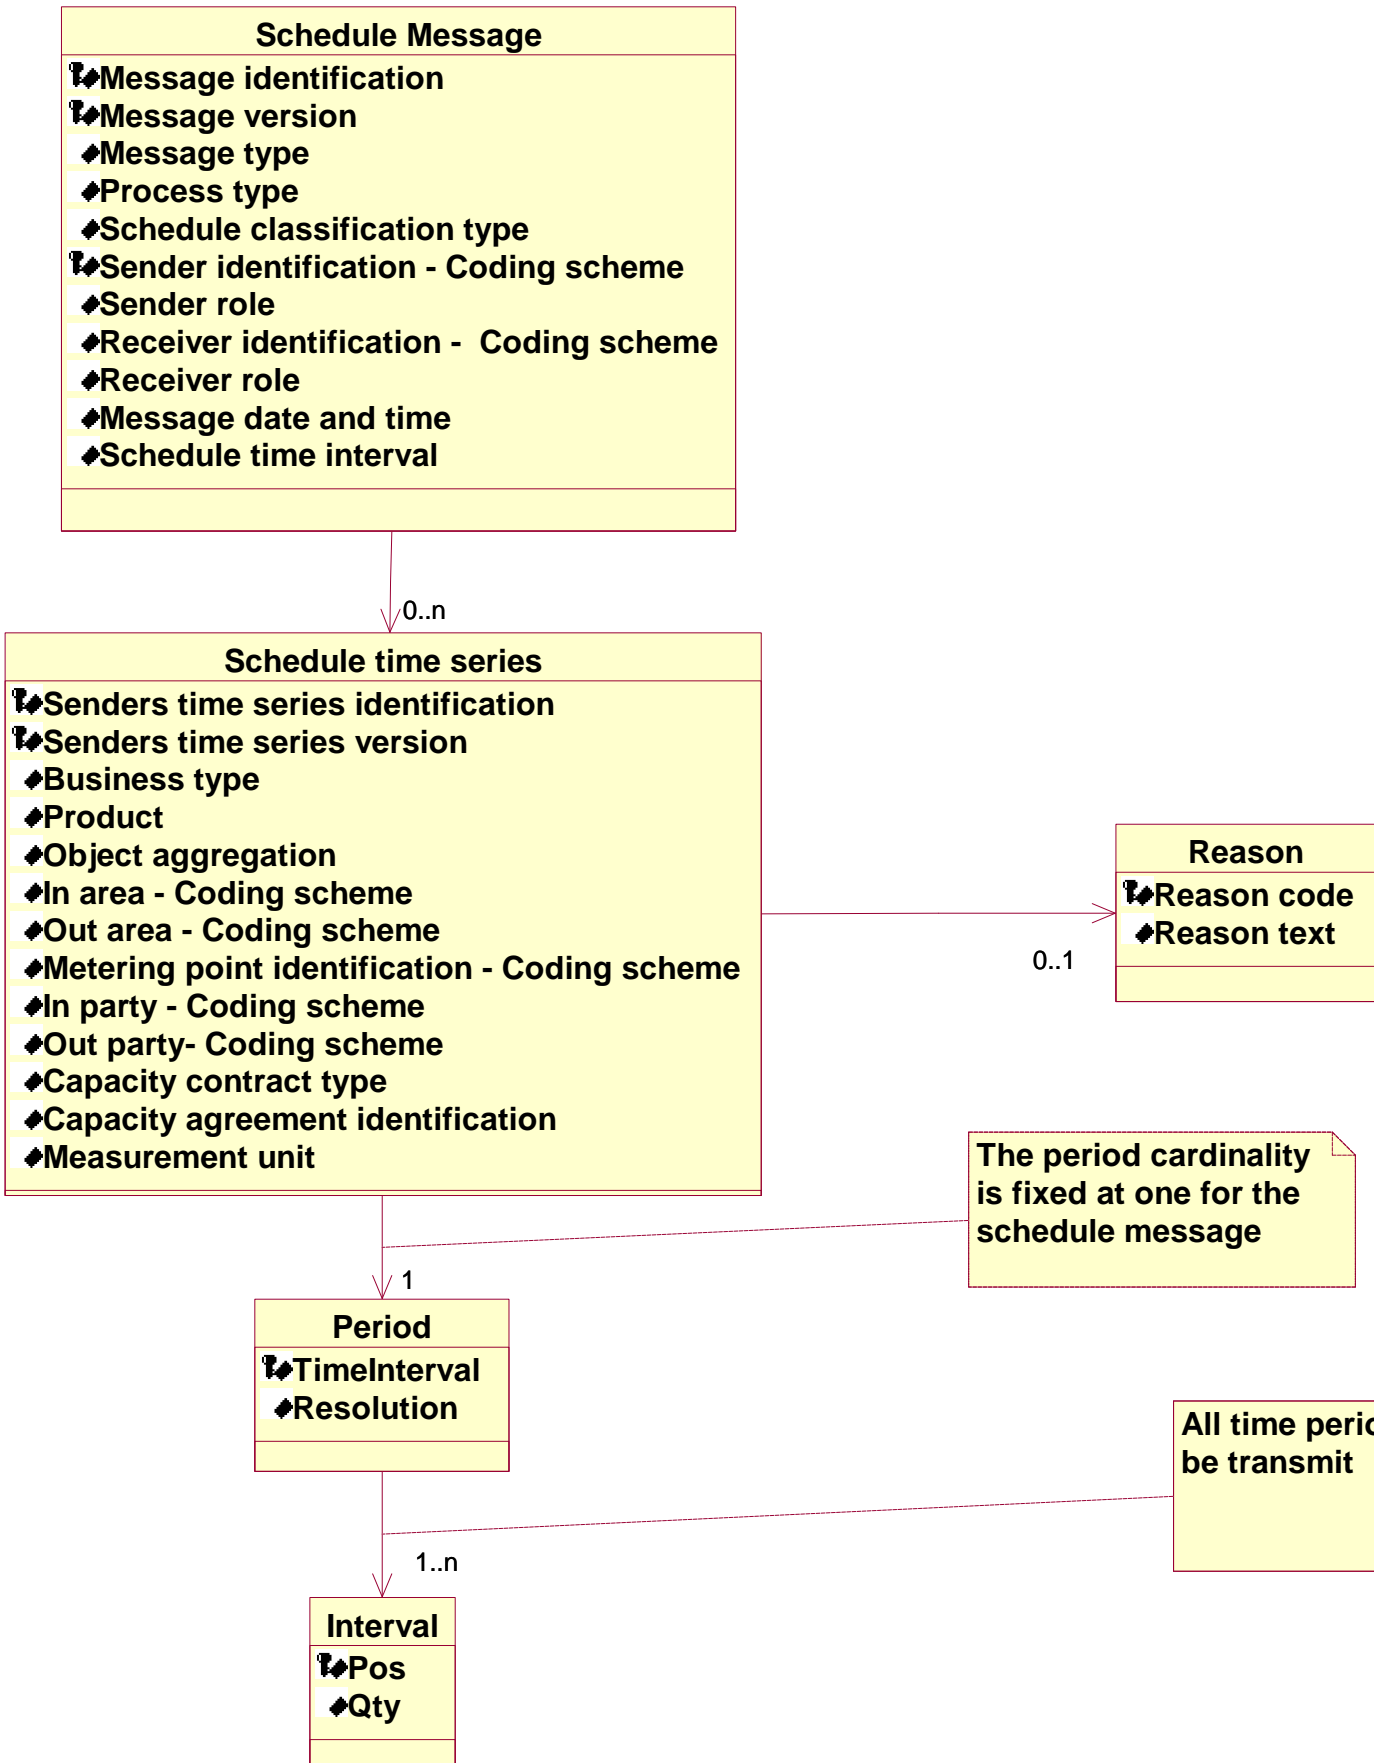 Schedule Message
Message identification
Message version
Message type
Process type
Schedule classification type
Sender identification - Coding scheme
Sender role
Receiver identification -  Coding scheme
Receiver role
Message date and time
Schedule time interval
0..n
Schedule time series
Senders time series identification
Senders time series version
Business type
Product
Object aggregation
In area - Coding scheme
Out area - Coding scheme
Metering point identification - Coding scheme
In party - Coding scheme
Out party- Coding scheme
Capacity contract type
Capacity agreement identification
Measurement unit
Reason
Reason code
Reason text
0..1
The period cardinality
is fixed at one for the
schedule message
1
Period
TimeInterval
Resolution
All time
be transmit
1..n
Interval
Pos
Qty